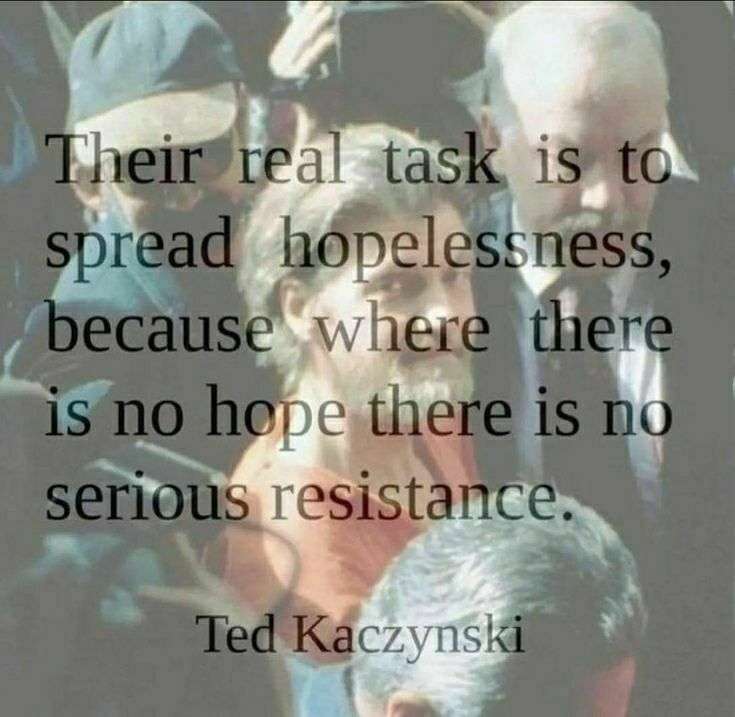 Their real task is to
spread hopelessness,
because where there
is no hope there is no
serious resistance.
Ted Kaczynski